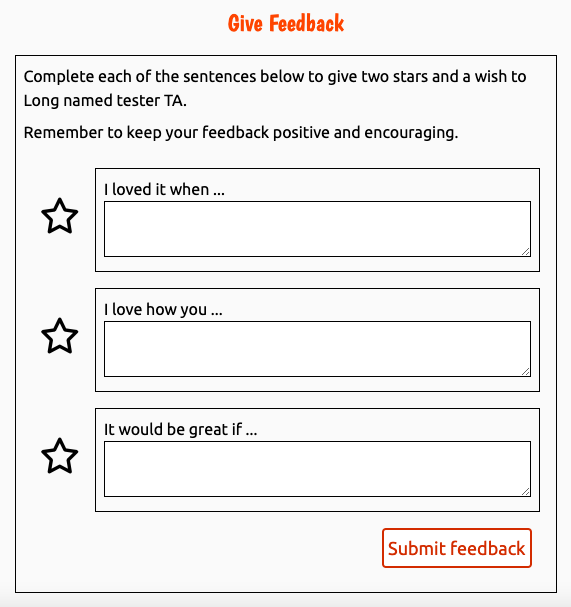 Give Feedback
Complete each of the sentences below to give two stars and a wish to
Long named tester TA.
Remember to keep your feedback positive and encouraging.
I loved it when ...
I love how you ...
It would be great if ...
Submit feedback